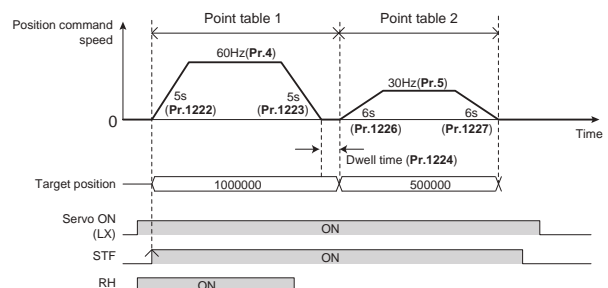 Position command
speed
Point table 1
Point table 2
60Hz(Pr.4)
30Hz(Pr.5)
5s
(Pr.1222)
5s
(Pr.1223)
6s
(Pr.1226)
6s
(Pr.1227)
0
Time
Dwell time (Pr.1224)
Target position
1000000
500000
Servo ON
(LX)
ON
STF
ON
RH
ON